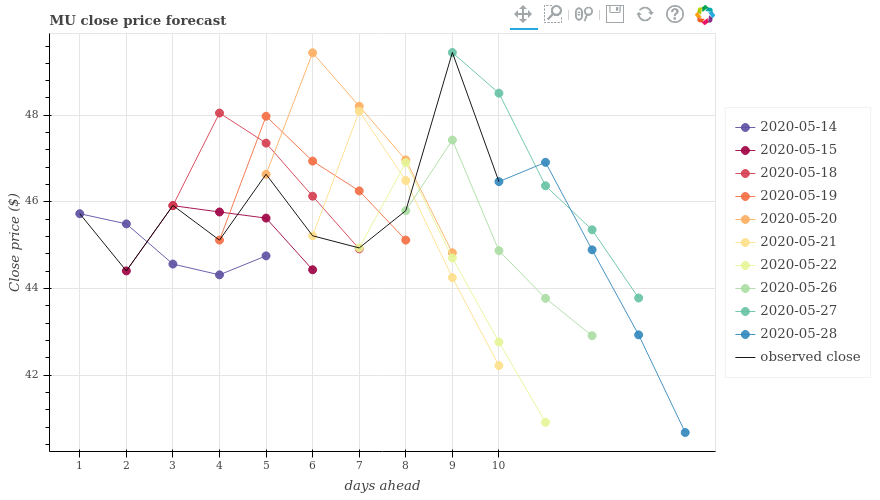 MU close price forecast
48
46
44
42
Close price ($)
1 2 3 4 5 6 7 8 9 10
days ahead
2020-05-14
2020-05-15
2020-05-18
2020-05-19
2020-05-20
2020-05-21
2020-05-22
2020-05-26
2020-05-27
2020-05-28
observed close